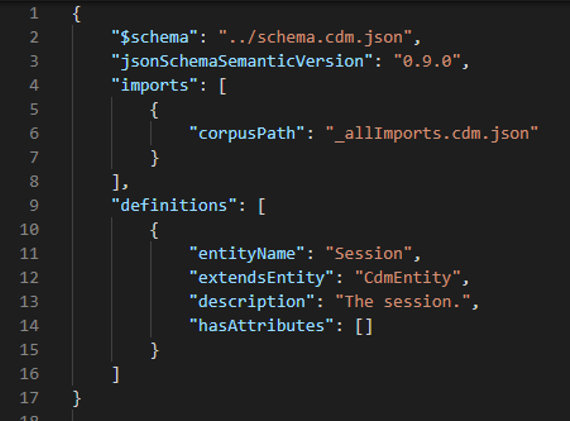 1 {
2 "$schema": "../schema.cdm.json",
3 "jsonSchemaSemanticVersion": "0.9.0",
4 "imports": [
5 {
6 "corpusPath": "_allImports.cdm.json"
7 }
8 ],
9 "definitions": [
10 {
11 "entityName": "Session",
12 "extendsEntity": "CdmEntity",
13 "description": "The session.",
14 "hasAttributes": []
15 }
16 ]
17 }
18